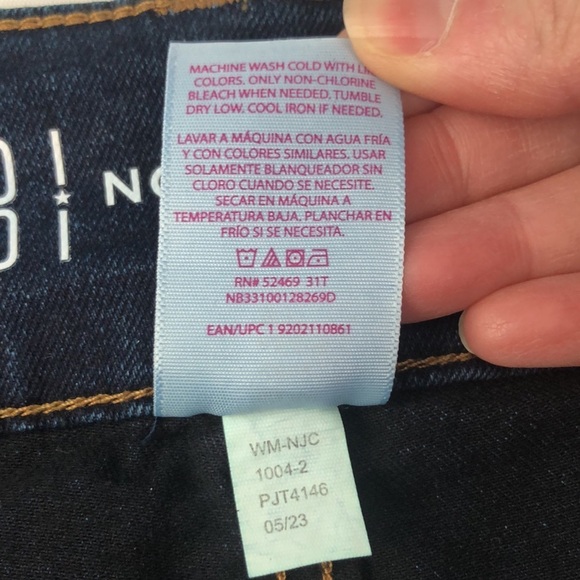 MACHINE WASH COLD WITH
COLORS. ONLY NON-CHLORINE
BLEACH WHEN NEEDED. TUMBLE
DRY LOW. COOL IRON IF NEEDED.
LAVAR A MÁQUINA CON AGUA FRÍA
Y CON COLORES SIMILARES. USAR
SOLAMENTE BLANQUEADOR SIN
CLORO CUANDO SE NECESITE.
SECAR EN MÁQUINA A
TEMPERATURA BAJA. PLANCHAR EN
FRÍO SI SE NECESITA.
RN# 52469 31T
NB33100128269D
EAN/UPC 1 9202110861
WM-NJC
1004-2
PJT4146
05/23